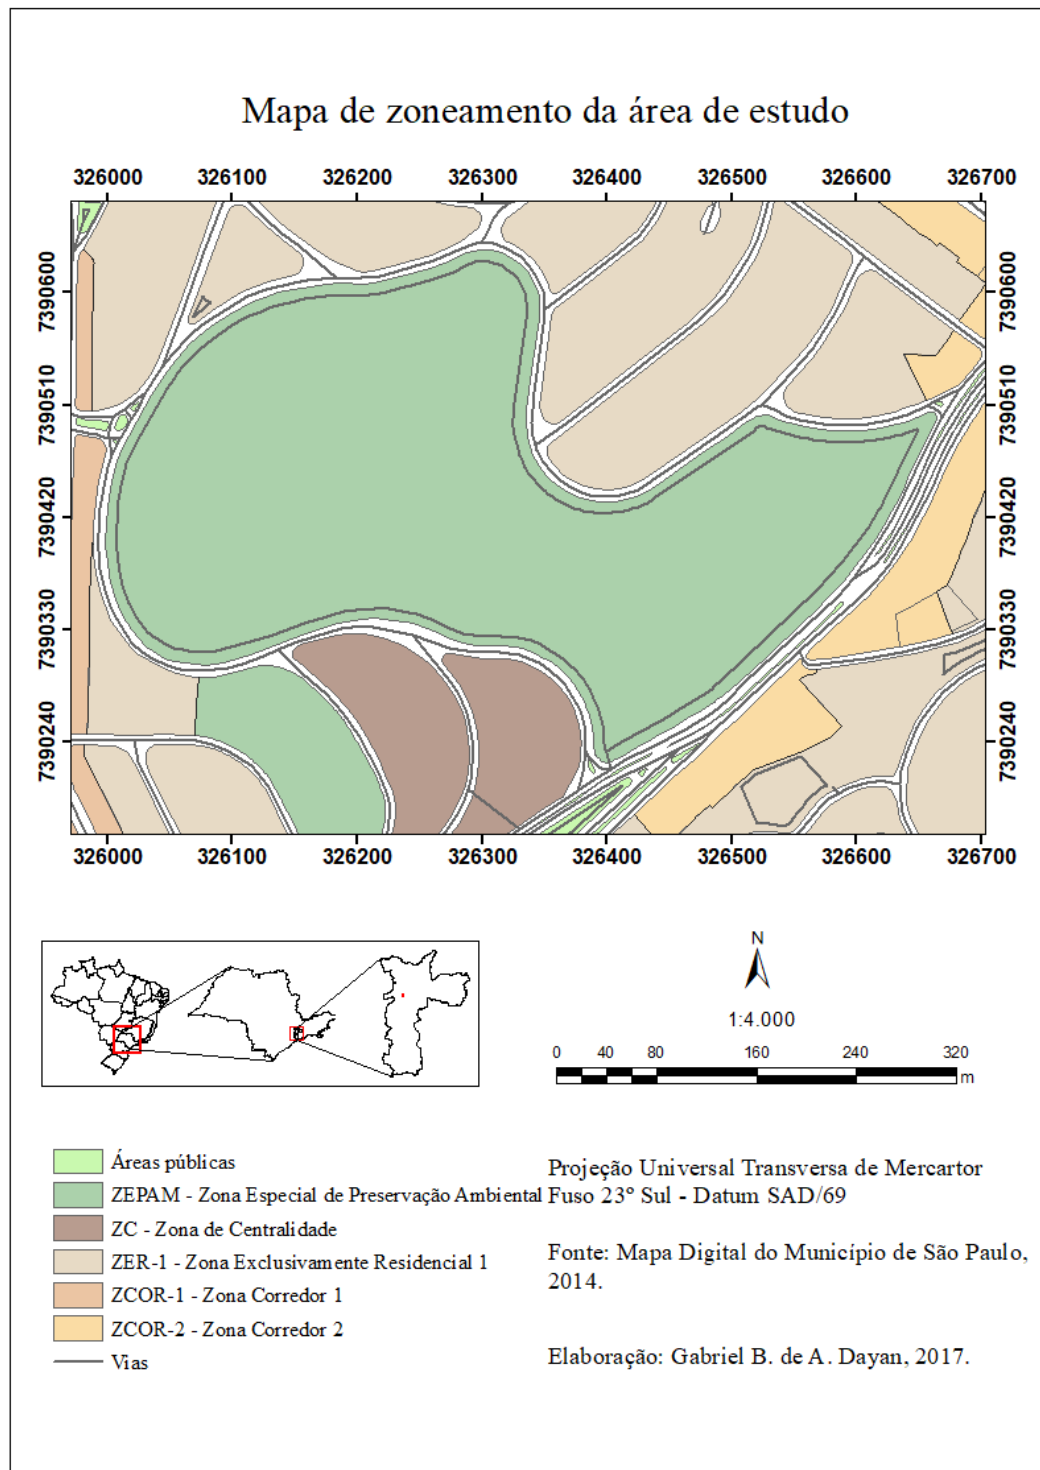 Mapa de zoneamento da área de estudo
326000 326100 326200 326300 326400 326500 326600 326700
7390600 7390600
7390510 7390510
7390420 7390420
7390330 7390330
7390240 7390240
326000 326100 326200 326300 326400 326500 326600 326700
N
1:4.000
0 40 80 160 240 320
m
Áreas públicas
ZEPAM - Zona Especial de Preservação Ambiental
ZC - Zona de Centralidade
ZER-1 - Zona Exclusivamente Residencial 1
ZCOR-1 - Zona Corredor 1
ZCOR-2 - Zona Corredor 2
Vias
Projeção Universal Transversa de Mercartor
Fuso 23º Sul - Datum SAD/69
Fonte: Mapa Digital do Município de São Paulo,
2014.
Elaboração: Gabriel B. de A. Dayan, 2017.